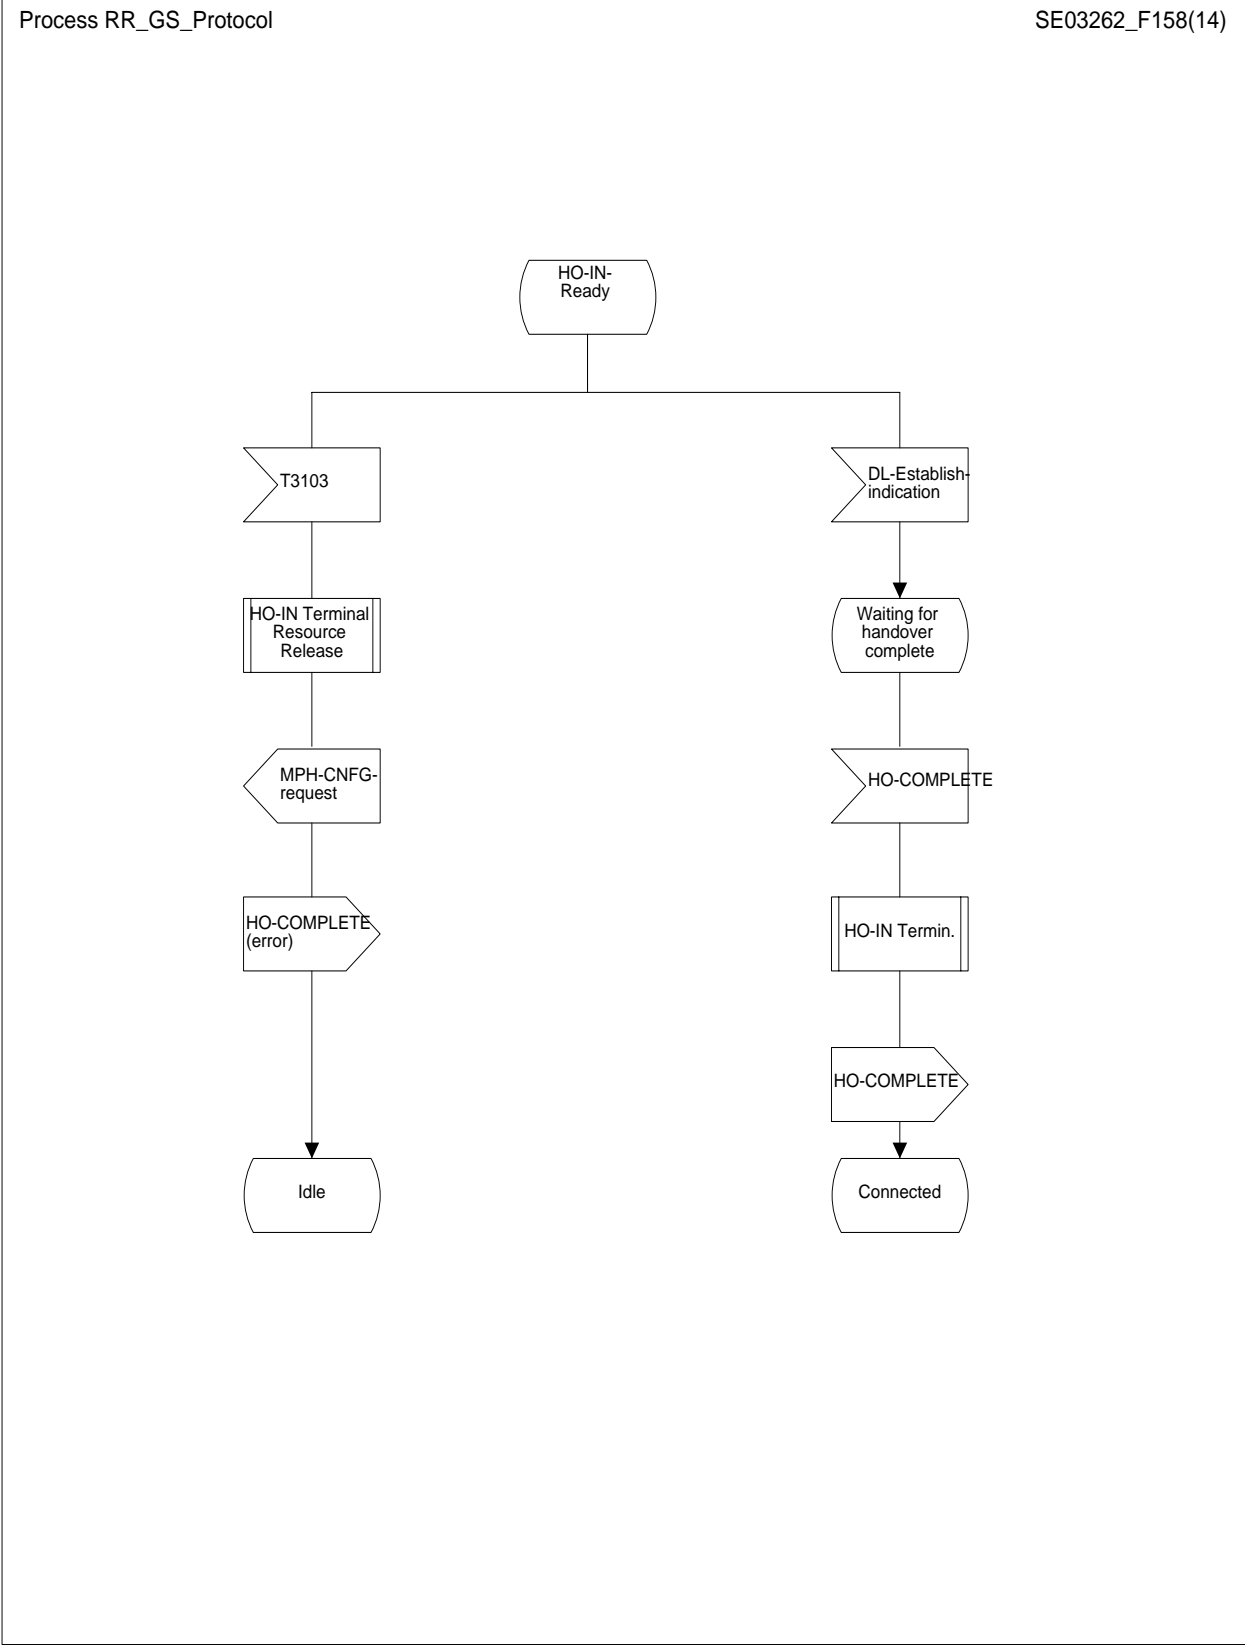 Process RR_GS_Protocol
SE03262_F158(14)
HO-IN-
Ready
T3103
DL-Establish-
indication
HO-IN Terminal
Resource
Release
Waiting for
handover
complete
MPH-CNFG-
request
HO-COMPLETE
HO-COMPLETE
(error)
HO-IN Termin.
HO-COMPLETE
Idle
Connected